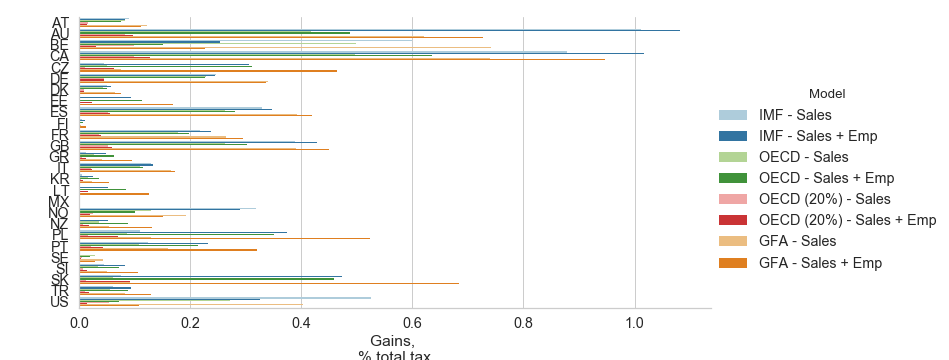 AT
AU
BE
CA
CZ
DE
DK
EE
ES
FI
FR
GB
GR
IT
KR
LT
MX
NO
NZ
PL
PT
SE
SI
SK
TR
US
0.0 0.2 0.4 0.6 0.8 1.0
Gains,
% total tax
Model
IMF - Sales
IMF - Sales + Emp
OECD - Sales
OECD - Sales + Emp
OECD (20%) - Sales
OECD (20%) - Sales + Emp
GFA - Sales
GFA - Sales + Emp